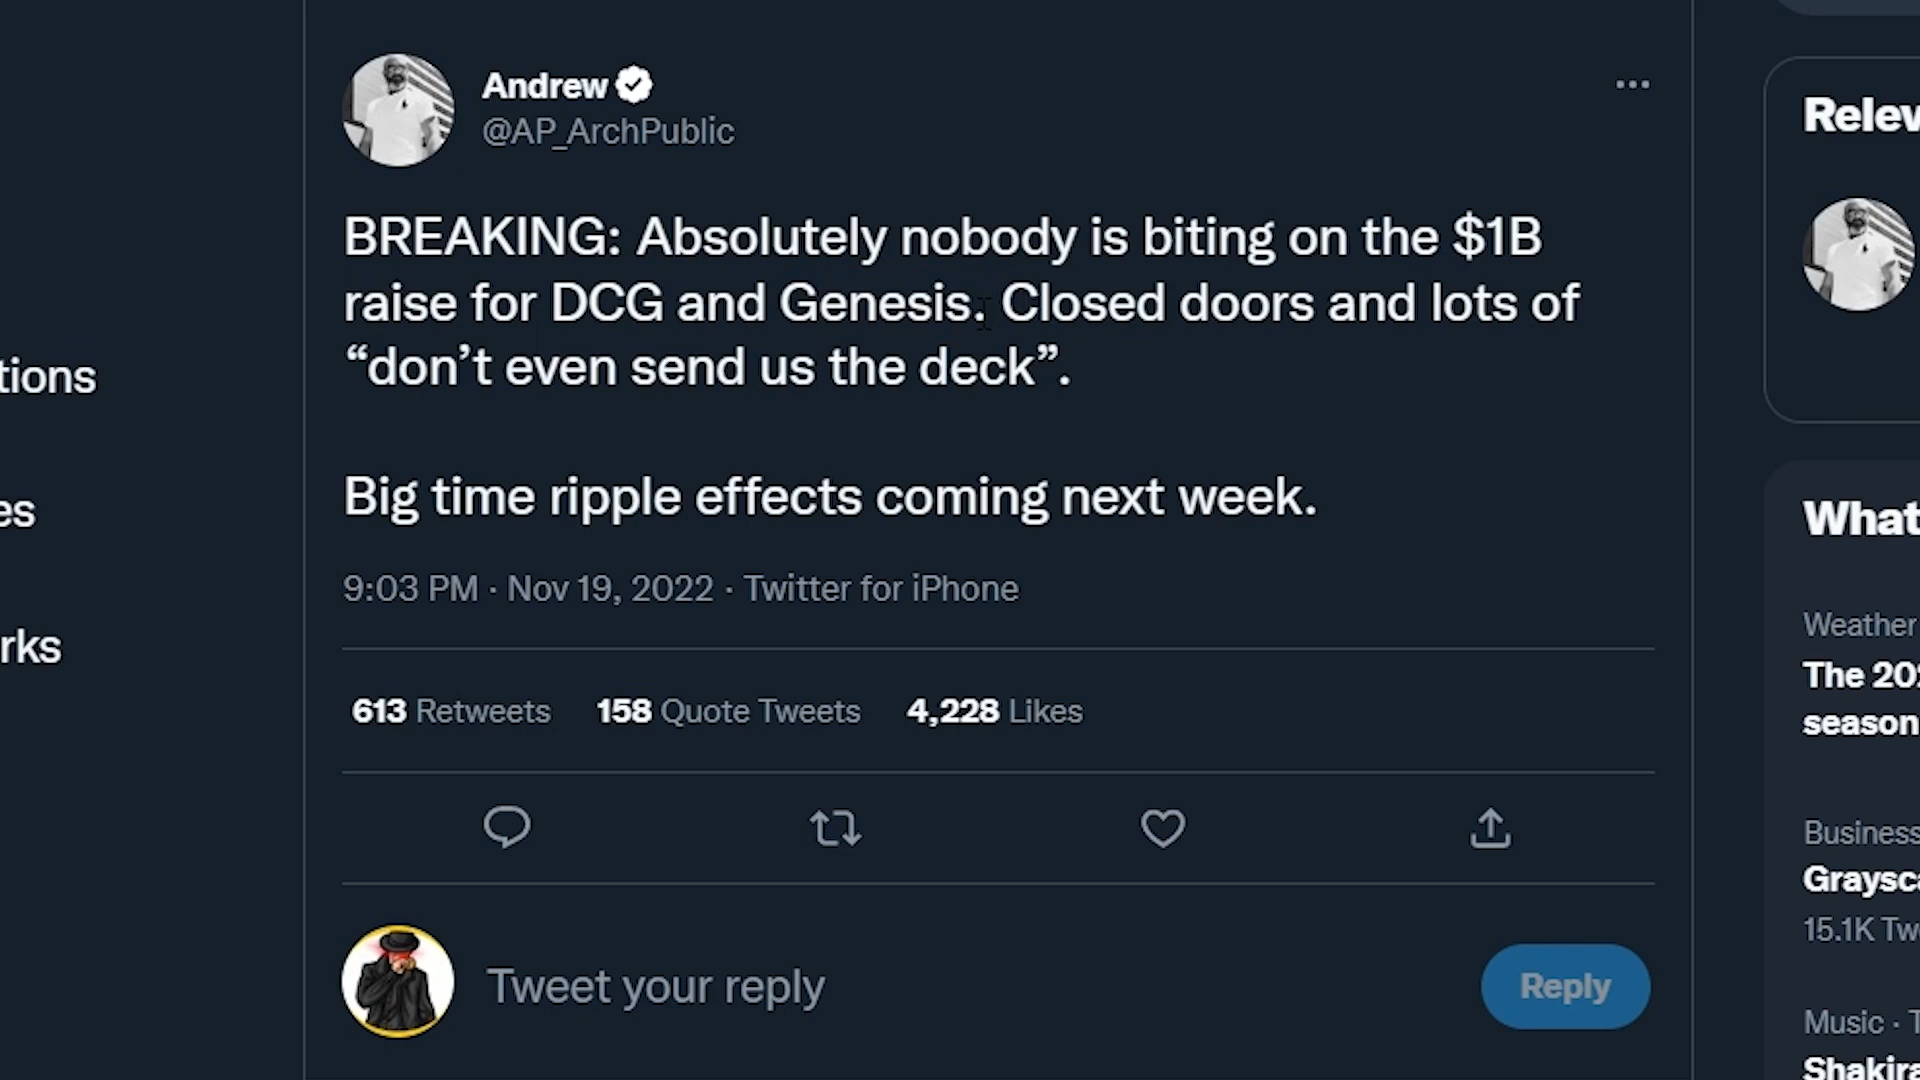 Andrew
@AP_ArchPublic
BREAKING: Absolutely nobody is biting on the $1B
raise for DCG and Genesis. Closed doors and lots of
“don’t even send us the deck”.
Big time ripple effects coming next week.
9:03 PM · Nov 19, 2022 · Twitter for iPhone
613 Retweets 158 Quote Tweets 4,228 Likes
Tweet your reply
Reply
tions
es
rks
Relev
What
Weather
The 20
season
Business
Graysca
15.1K Tw
Music ·
Shakira